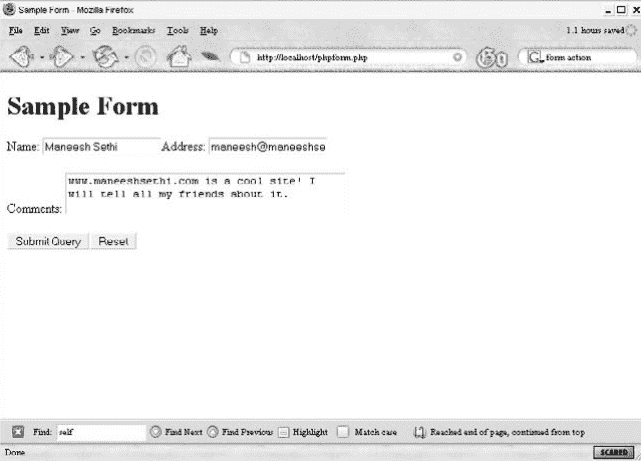 Sample Form - Mozilla Firefox
File Edit View Go Bookmarks Tools Help 1.1 hours saved
http://localhost/phpform.php form action
Sample Form
Name: Maneesh Sethi Address: maneesh@maneeshse
www.maneeshsethi.com is a cool site! I
will tell all my friends about it.
Comments:
Submit Query Reset
Find: self Find Next Find Previous Highlight Match case Reached end of page, continued from top
Done SCARED